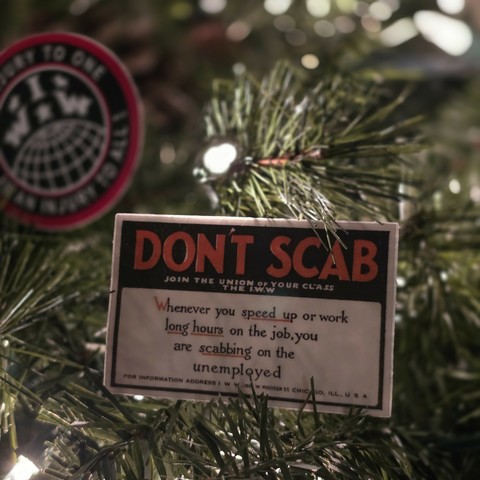 JURY TO ONE
I
W W
AN INJURY TO ALL!
DON'T SCAB
JOIN THE UNION OF YOUR CLASS
THE I.W.W
Whenever you speed up or work
long hours on the job, you
are scabbing on the
unemployed
FOR INFORMATION ADDRESS I W W CHICAGO, ILL., U S A